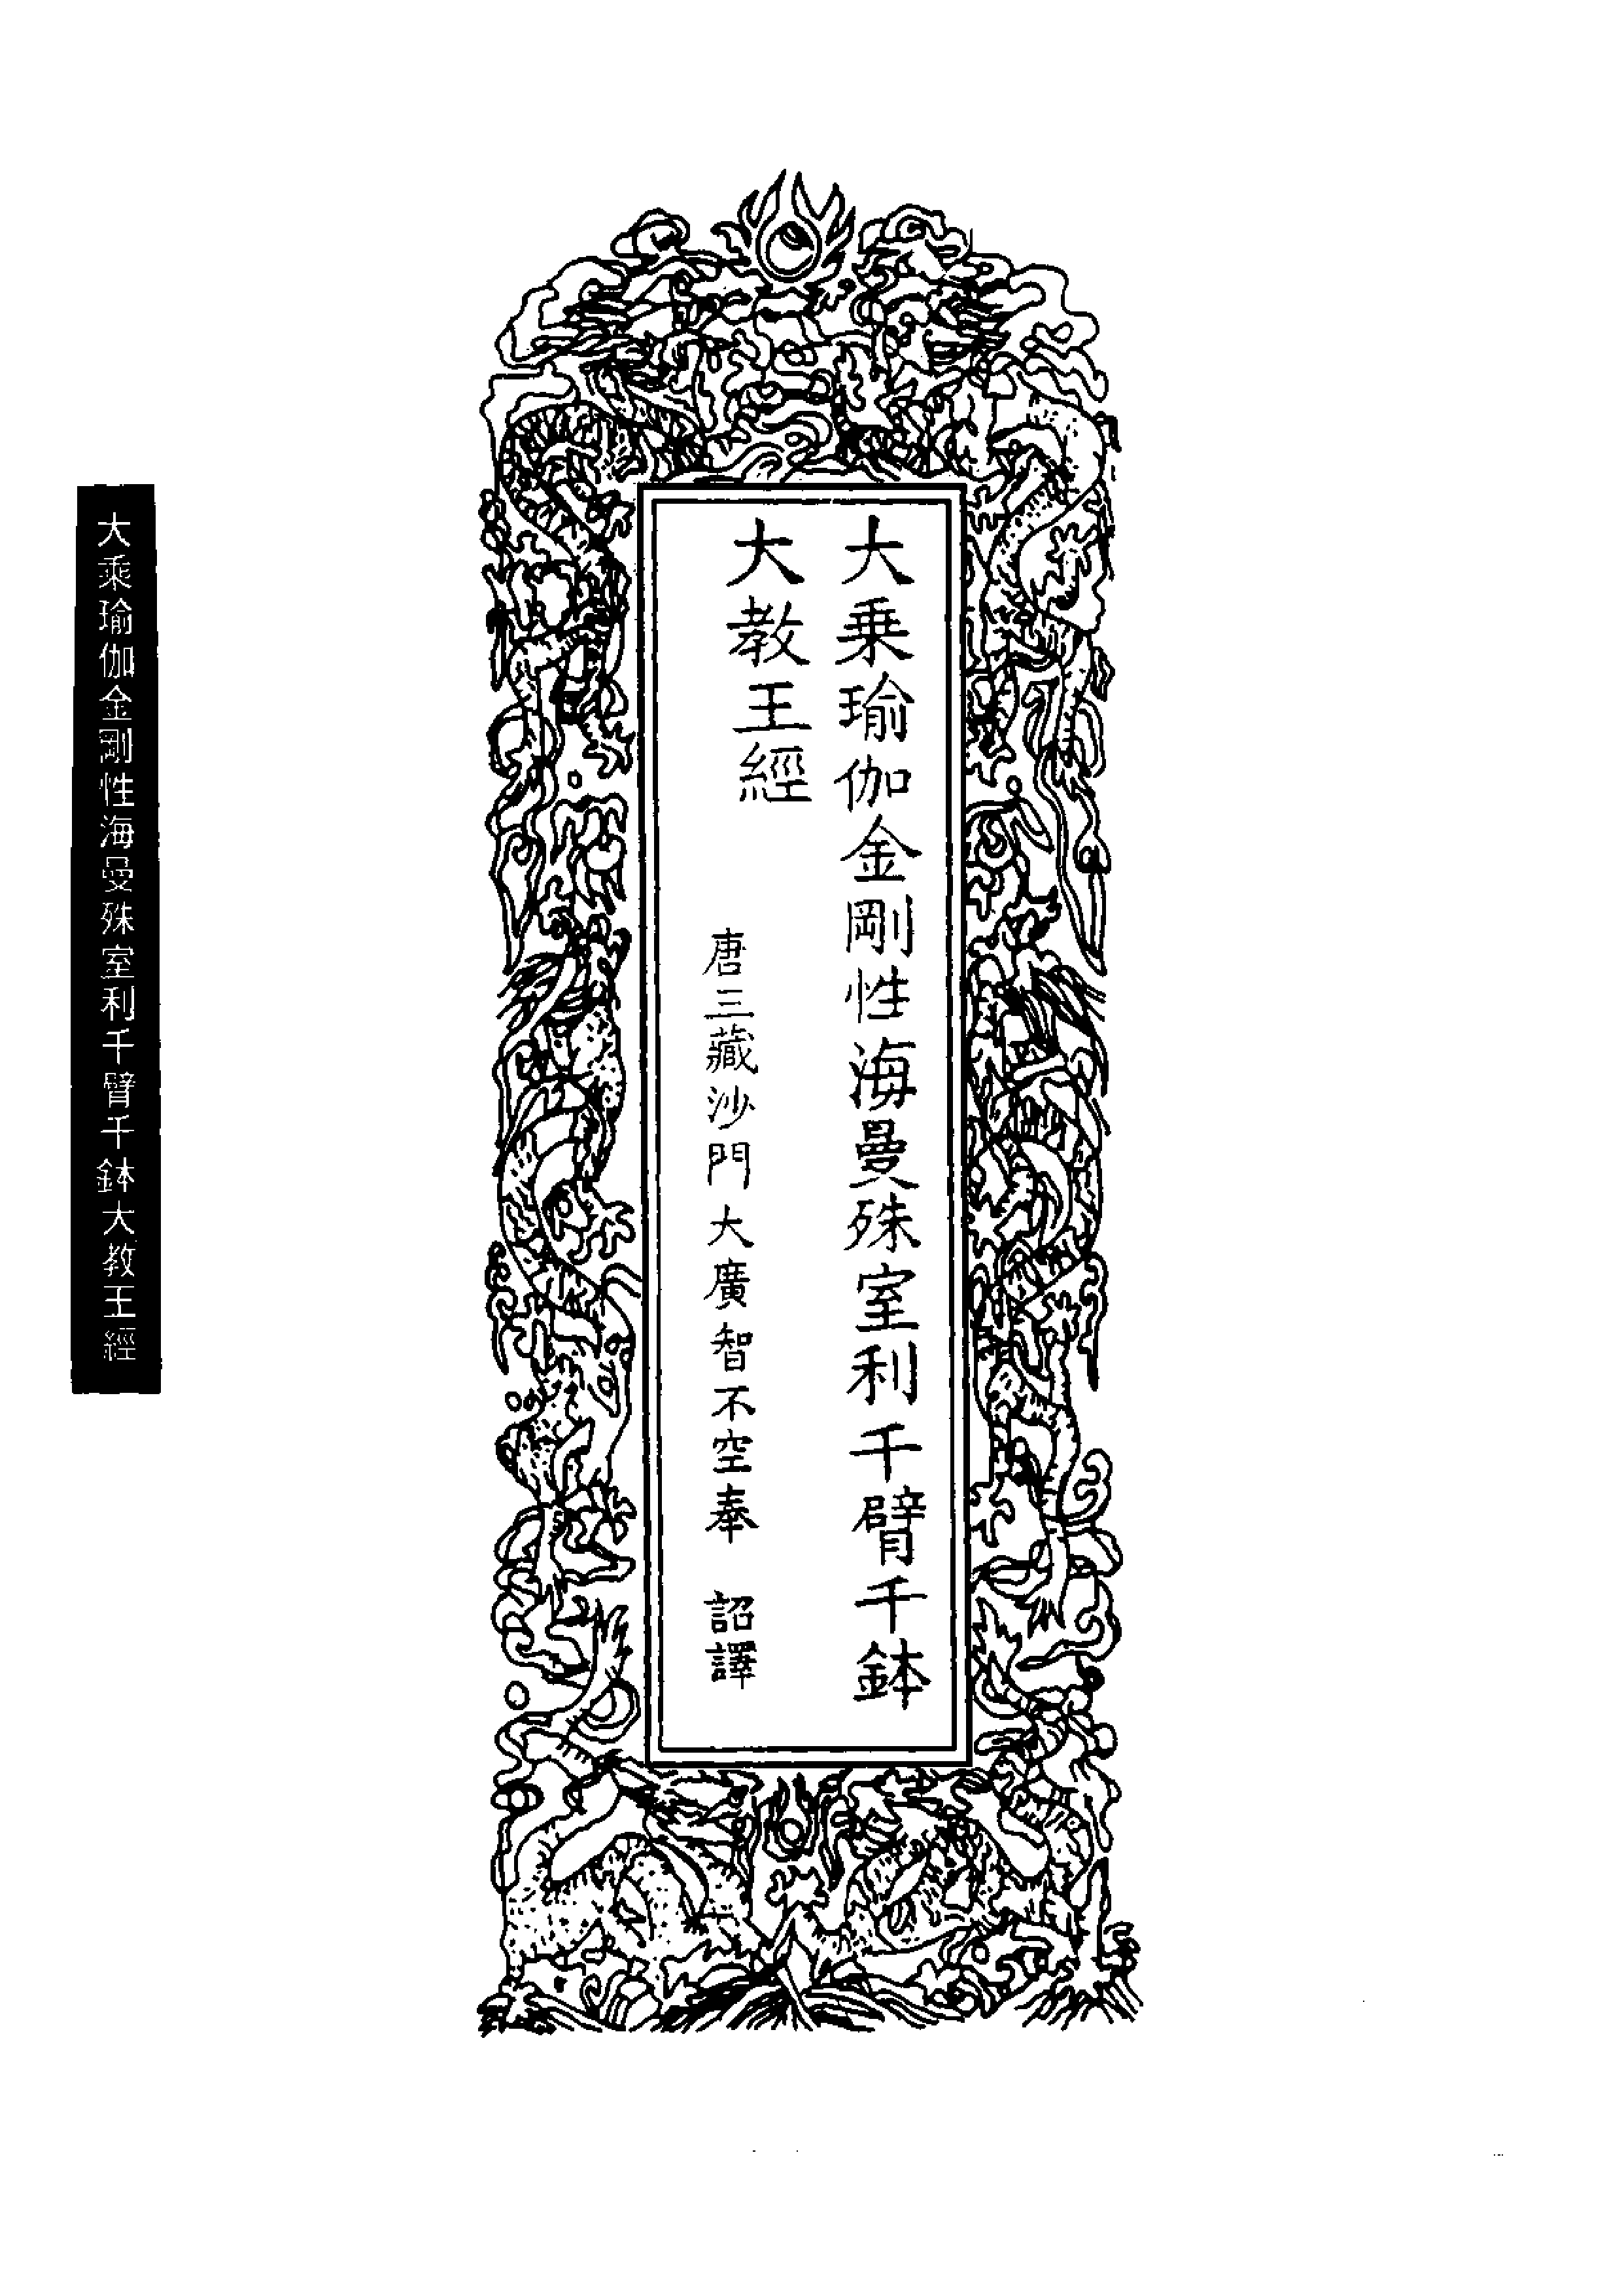 大乘瑜伽金剛性海曼殊室利千臂千鉢
大教王經
唐三藏沙門大廣智不空奉 詔譯
大乘瑜伽金剛性海曼殊室利千臂千鉢大教王經